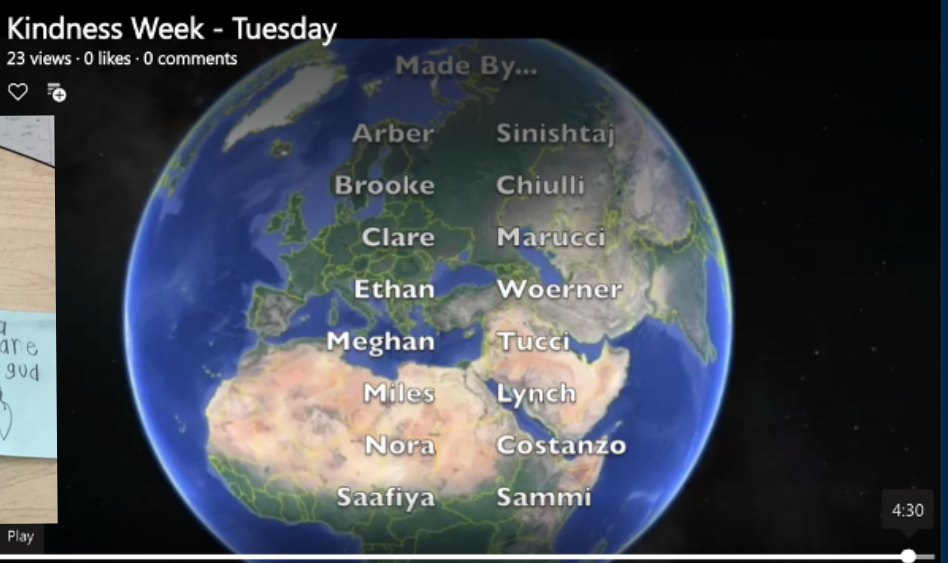 Kindness Week - Tuesday
23 views · 0 likes · 0 comments
Made By...
Arber Sinishtaj
Brooke Chiulli
Clare Marucci
Ethan Woerner
Meghan Tucci
Miles Lynch
Nora Costanzo
Saafiya Sammi
ane
gud
4:30
Play